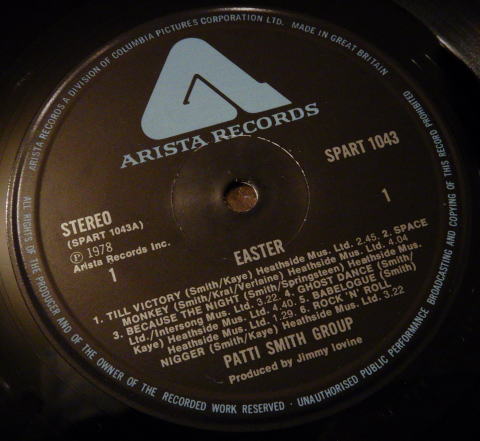 ARISTA RECORDS A DIVISION OF COLUMBIA PICTURES CORPORATION LTD. MADE IN GREAT BRITAIN
ARISTA RECORDS
SPART 1043
STEREO
(SPART 1043A)
Ⓟ 1978
Arista Records Inc.
1
1
EASTER
1. TILL VICTORY (Smith/Kaye) Heathside Mus. Ltd. 2.45. 2. SPACE
MONKEY (Smith/Kral/Verlaine) Heathside Mus. Ltd. 4.04
3. BECAUSE THE NIGHT (Smith/Springsteen) Heathside Mus.
Ltd./Intersong Mus. Ltd. 3.22. 4. GHOST DANCE (Smith/
Kaye) Heathside Mus. Ltd. 4.40. 5. BABELOGUE (Smith)
Heathside Mus. Ltd. 1.29. 6. ROCK 'N' ROLL
NIGGER (Smith/Kaye) Heathside Mus. Ltd. 3.22
PATTI SMITH GROUP
Produced by Jimmy Iovine
ALL RIGHTS OF THE PRODUCER AND OF THE OWNER OF THE RECORDED WORK RESERVED · UNAUTHORISED PUBLIC PERFORMANCE BROADCASTING AND COPYING OF THIS RECORD PROHIBITED